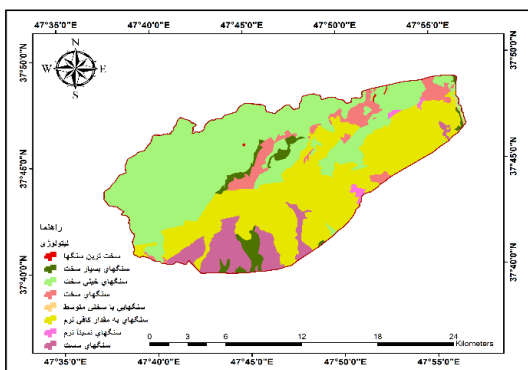 47°35'0"E 47°40'0"E 47°45'0"E 47°50'0"E 47°55'0"E
37°50'0"N
37°45'0"N
37°40'0"N
37°50'0"N
37°45'0"N
37°40'0"N
N
W E
S
راهنما
لیتولوژی
سخت ترین سنگها
سنگهای بسیار سخت
سنگهای خیلی سخت
سنگهای سخت
سنگهایی با سختی متوسط
سنگهای به مقدار کافی نرم
سنگهای نسبتا نرم
سنگهای سست
0 3 6 12 18 24
Kilometers
47°35'0"E 47°40'0"E 47°45'0"E 47°50'0"E 47°55'0"E